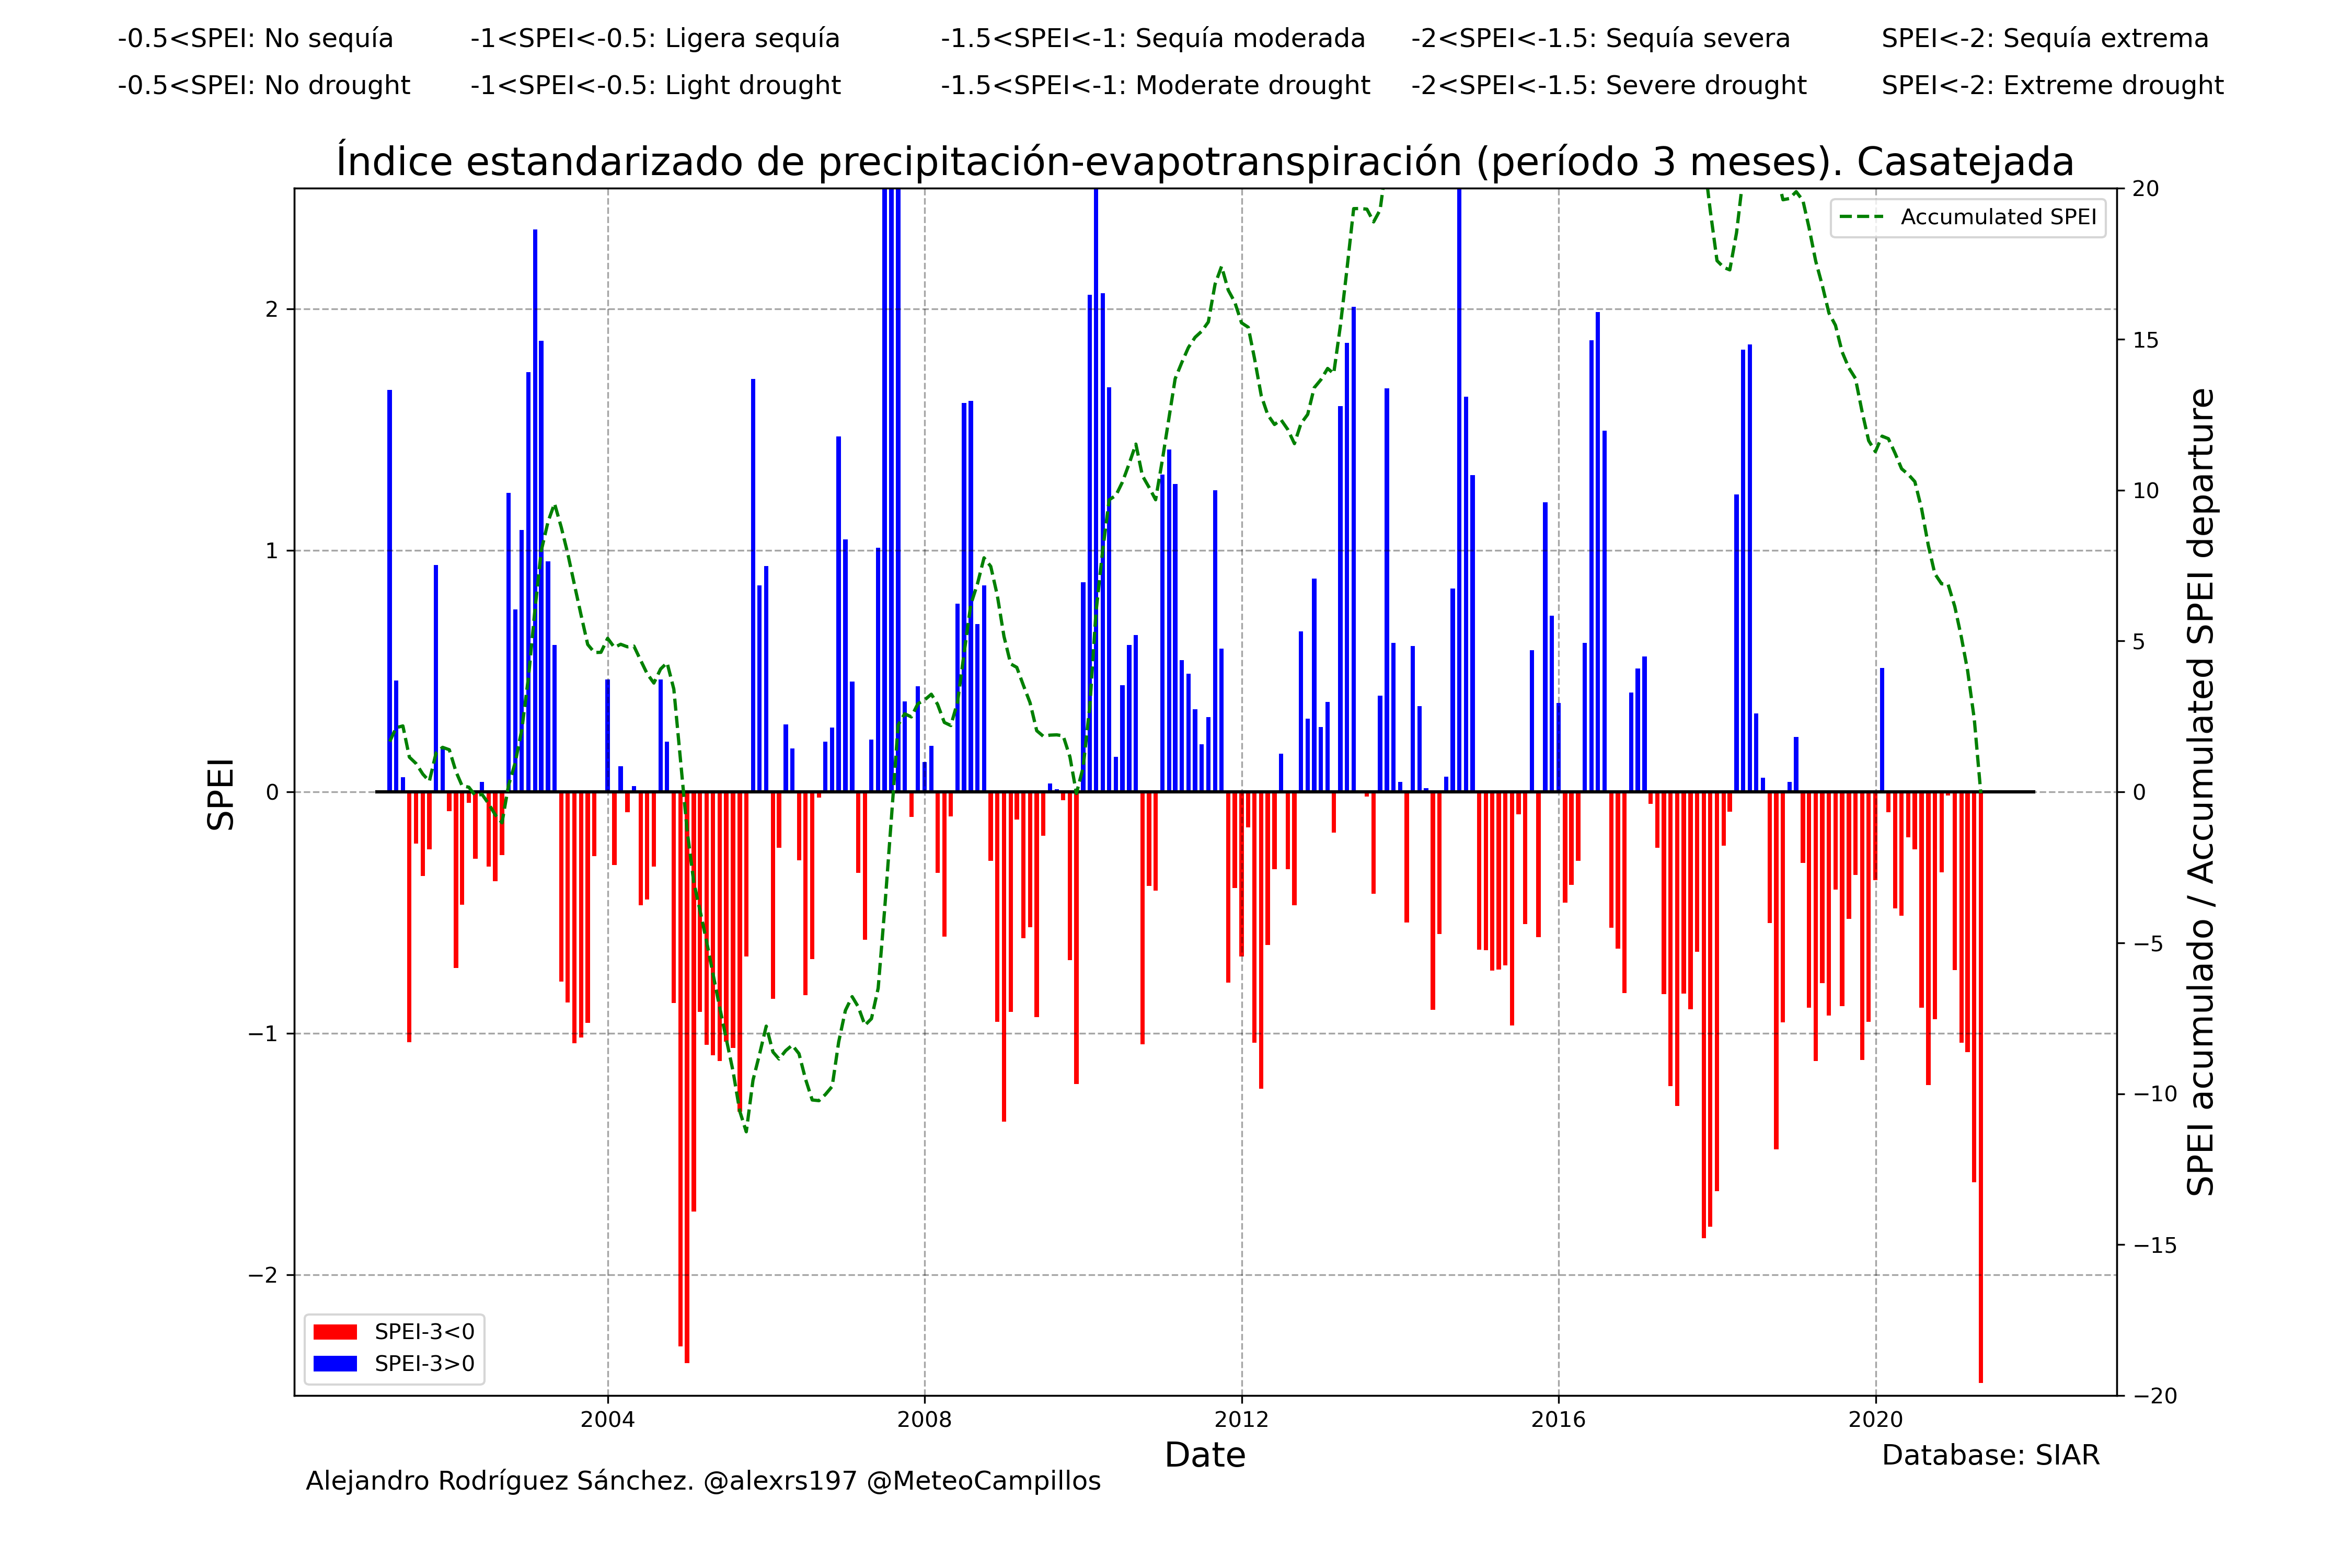 -0.5<SPEI: No sequía -1<SPEI<-0.5: Ligera sequía -1.5<SPEI<-1: Sequía moderada -2<SPEI<-1.5: Sequía severa SPEI<-2: Sequía extrema
-0.5<SPEI: No drought -1<SPEI<-0.5: Light drought -1.5<SPEI<-1: Moderate drought -2<SPEI<-1.5: Severe drought SPEI<-2: Extreme drought
Índice estandarizado de precipitación-evapotranspiración (período 3 meses). Casatejada
Accumulated SPEI
SPEI
2
1
0
−1
−2
20
15
10
5
0
−5
−10
−15
−20
SPEI acumulado / Accumulated SPEI departure
SPEI-3<0
SPEI-3>0
2004 2008 2012 2016 2020
Date
Database: SIAR
Alejandro Rodríguez Sánchez. @alexrs197 @MeteoCampillos